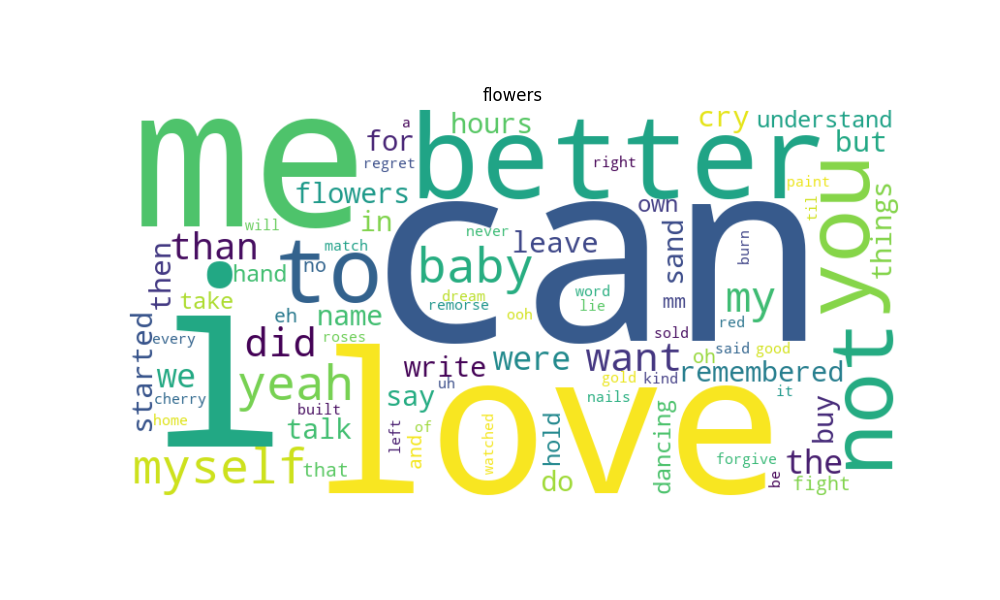 flowers
me
better
can
i
love
to
not
you
a
for
regret
hours
cry
understand
but
right
flowers
in
paint
til
own
will
than
never
leave
sand
burn
things
then
match
no
hand
baby
word
lie
mm
my
take
dream
remorse
ooh
eh
name
started
every
did
roses
sold
red
write
were
want
oh
said
good
remembered
we
cherry
yeah
uh
say
gold
kind
nails
it
buy
home
built
talk
left
of
and
watched
hold
dancing
forgive
the
myself
that
do
be
fight